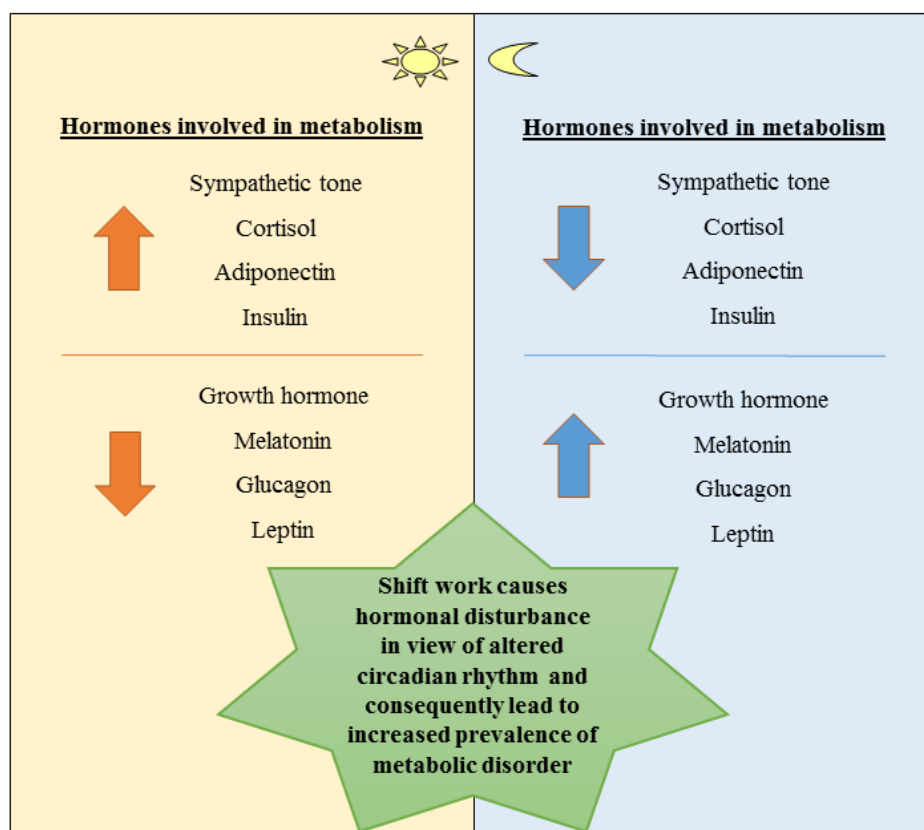 Hormones involved in metabolism
Sympathetic tone
Cortisol
Adiponectin
Insulin
Growth hormone
Melatonin
Glucagon
Leptin
Hormones involved in metabolism
Sympathetic tone
Cortisol
Adiponectin
Insulin
Growth hormone
Melatonin
Glucagon
Leptin
Shift work causes
hormonal disturbance
in view of altered
circadian rhythm and
consequently lead to
increased prevalence of
metabolic disorder